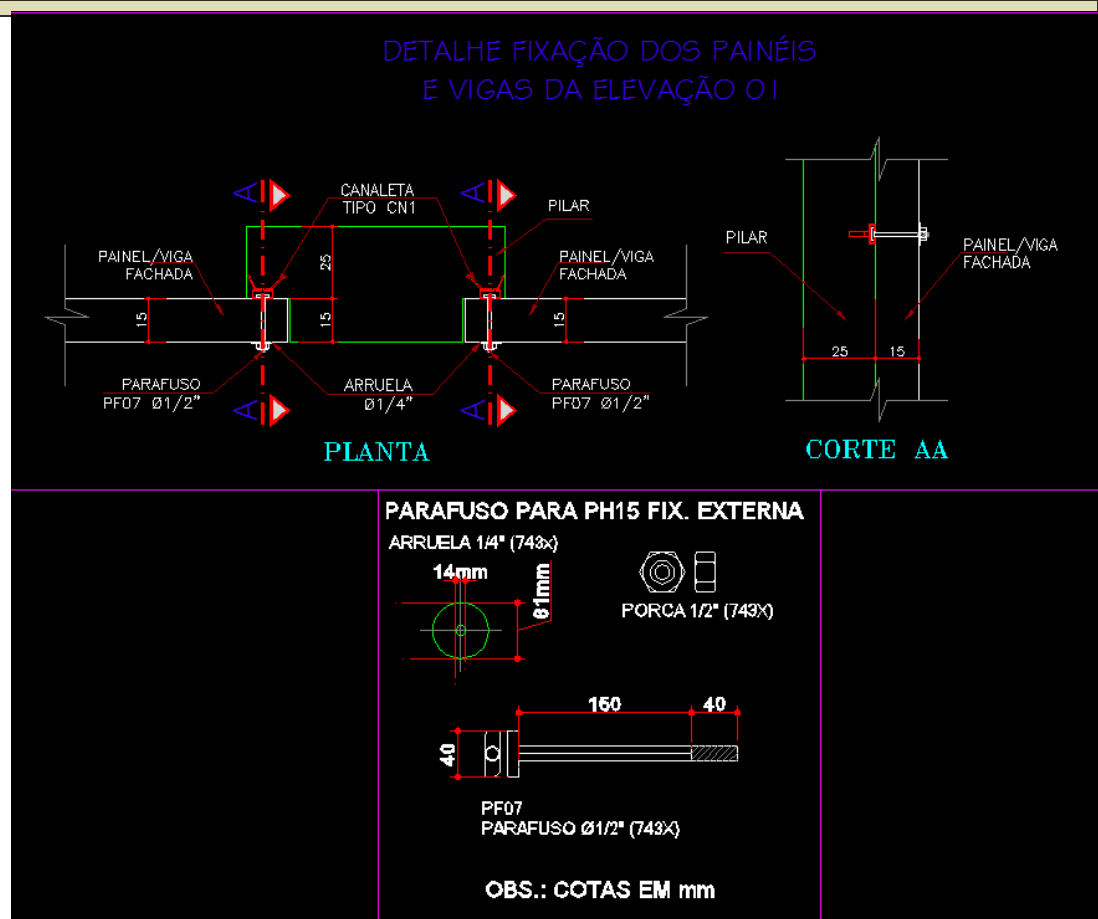 DETALHE FIXAÇÃO DOS PAINÉIS
E VIGAS DA ELEVAÇÃO 01
A
A
CANALETA
TIPO CN1
PILAR
PAINEL/VIGA
FACHADA
25
PAINEL/VIGA
FACHADA
15
15
15
PARAFUSO
PF07 Ø1/2"
ARRUELA
Ø1/4"
PARAFUSO
PF07 Ø1/2"
A
A
PLANTA
PILAR
PAINEL/VIGA
FACHADA
25
15
CORTE AA
PARAFUSO PARA PH15 FIX. EXTERNA
ARRUELA 1/4" (743x)
14mm
61mm
PORCA 1/2" (743X)
160
40
40
PF07
PARAFUSO Ø1/2" (743X)
OBS.: COTAS EM mm